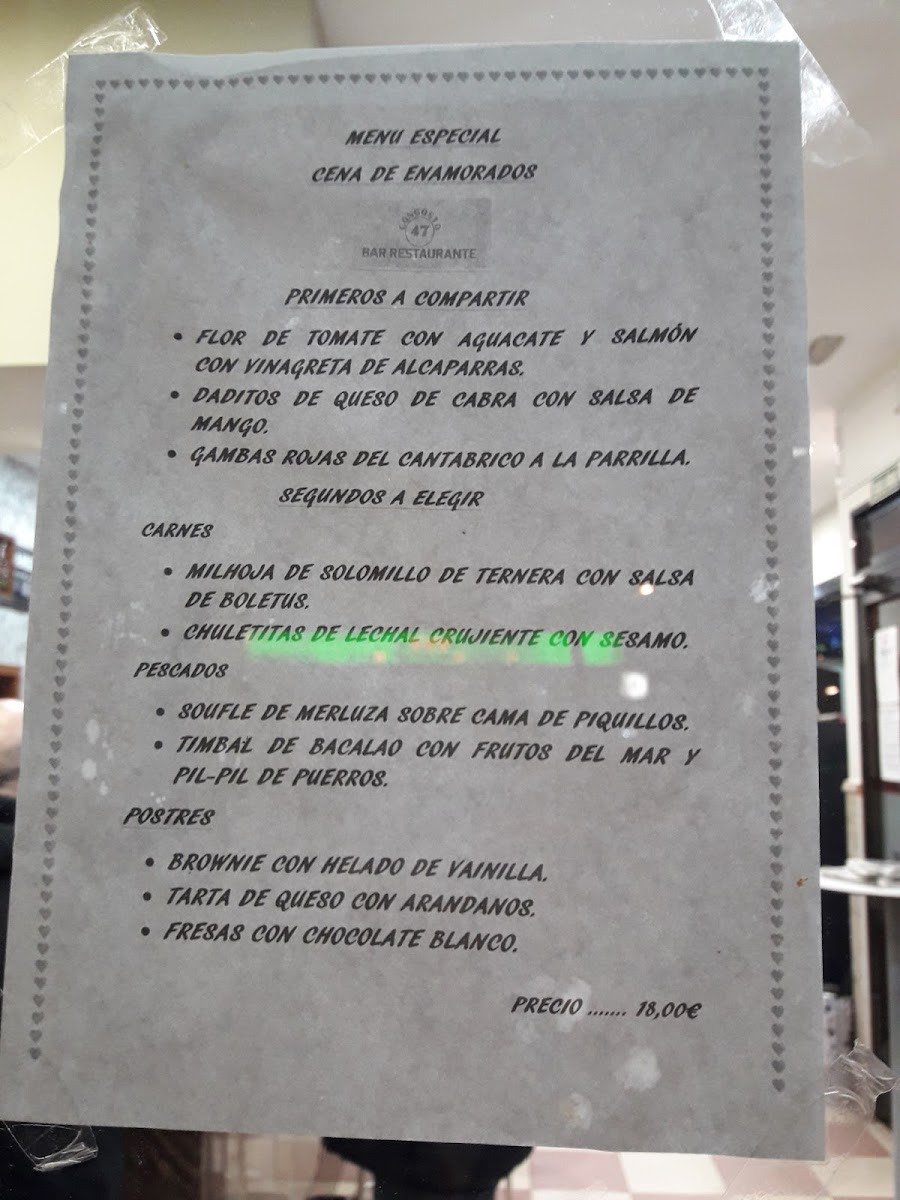 MENU ESPECIAL
CENA DE ENAMORADOS
CONGOSTO
47
BAR RESTAURANTE
PRIMEROS A COMPARTIR
• FLOR DE TOMATE CON AGUACATE Y SALMÓN
CON VINAGRETA DE ALCAPARRAS.
• DADITOS DE QUESO DE CABRA CON SALSA DE
MANGO.
• GAMBAS ROJAS DEL CANTABRICO A LA PARRILLA.
SEGUNDOS A ELEGIR
CARNES
• MILHOJA DE SOLOMILLO DE TERNERA CON SALSA
DE BOLETUS.
• CHULETITAS DE LECHAL CRUJIENTE CON SESAMO.
PESCADOS
• SOUFLE DE MERLUZA SOBRE CAMA DE PIQUILLOS.
• TIMBAL DE BACALAO CON FRUTOS DEL MAR Y
PIL-PIL DE PUERROS.
POSTRES
• BROWNIE CON HELADO DE VAINILLA.
• TARTA DE QUESO CON ARANDANOS.
• FRESAS CON CHOCOLATE BLANCO.
PRECIO ....... 18,00€